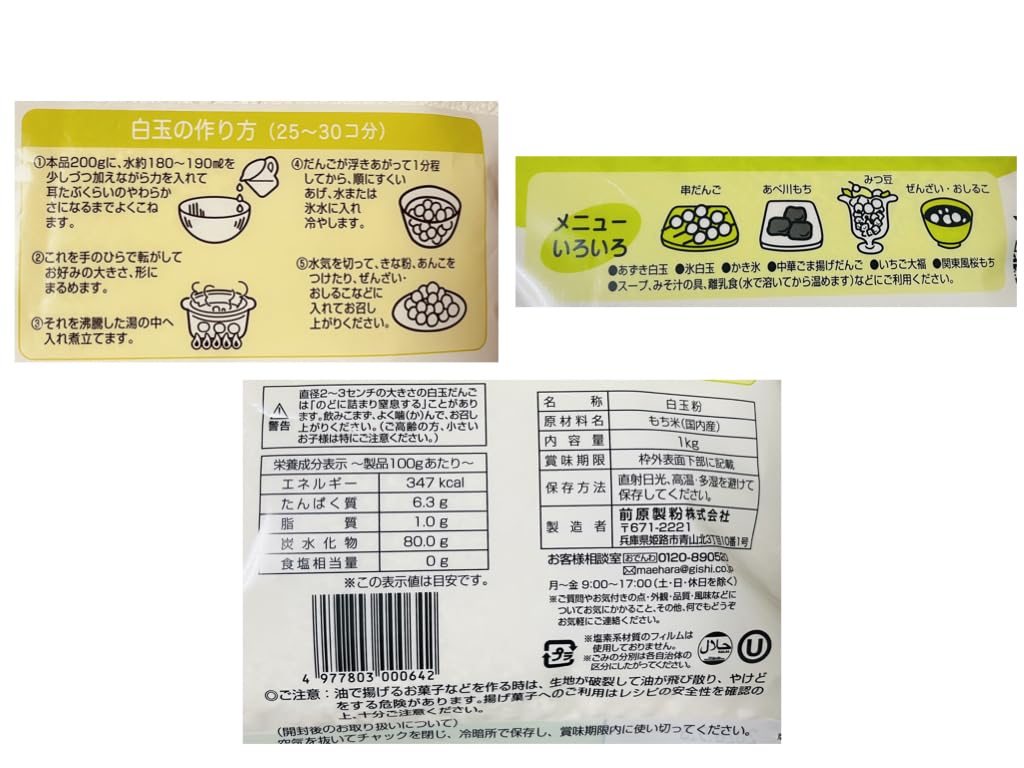 白玉の作り方（25〜30コ分）
①本品200gに、水約180〜190㎖を
少しづつ加えながら力を入れて
耳たぶくらいのやわらか
さになるまでよくこね
ます。
②これを手のひらで転がして
お好みの大きさ、形に
まるめます。
③それを沸騰した湯の中へ
入れ煮立てます。
④だんごが浮きあがって1分程
してから、順にすくい
あげ、水または
氷水に入れ
冷やします。
⑤水気を切って、きな粉、あんこを
つけたり、ぜんざい・
おしるこなどに
入れてお召し
上がりください。
メニュー
いろいろ
串だんご
あべ川もち
みつ豆
ぜんざい・おしるこ
●あずき白玉 ●氷白玉 ●かき氷 ●中華ごま揚げだんご ●いちご大福 ●関東風桜もち
●スープ、みそ汁の具、離乳食（水で溶いてから温めます）などにご利用ください。
警告
直径2〜3センチの大きさの白玉だんご
は「のどに詰まり窒息する」ことがあり
ます。飲みこまず、よく噛（か）んで、お召し
上がりください。（ご高齢の方、小さい
お子様は特にご注意ください。）
栄養成分表示 〜製品100gあたり〜
エネルギー 347 kcal
たんぱく質 6.3 g
脂質 1.0 g
炭水化物 80.0 g
食塩相当量 0 g
※この表示値は目安です。
4 977803 000642
名称 白玉粉
原材料名 もち米（国内産）
内容量 1kg
賞味期限 枠外表面下部に記載
保存方法 直射日光、高温・多湿を避けて
保存してください。
製造者 前原製粉株式会社
〒671-2221
兵庫県姫路市青山北3丁目10番1号
お客様相談室 おでんわ 0120-89052
maehara@gishi.co.jp
月〜金 9:00〜17:00（土・日・休日を除く）
※ご質問やお気付きの点・外観・品質・風味などに
ついてお気にかかること、その他、何でもどうぞ
お気軽にご連絡ください。
プラ
※塩素系材質のフィルムは
使用しておりません。
※ごみの分別は各自治体の
区分にしたがってください。
حلال
U
◎ご注意：油で揚げるお菓子などを作る時は、生地が破裂して油が飛び散り、やけど
をする危険があります。揚げ菓子へのご利用はレシピの安全性を確認の
上、十分ご注意ください。
（開封後のお取り扱いについて）
空気を抜いてチャックを閉じ、冷暗所で保存し、賞味期限内に使い切ってください。